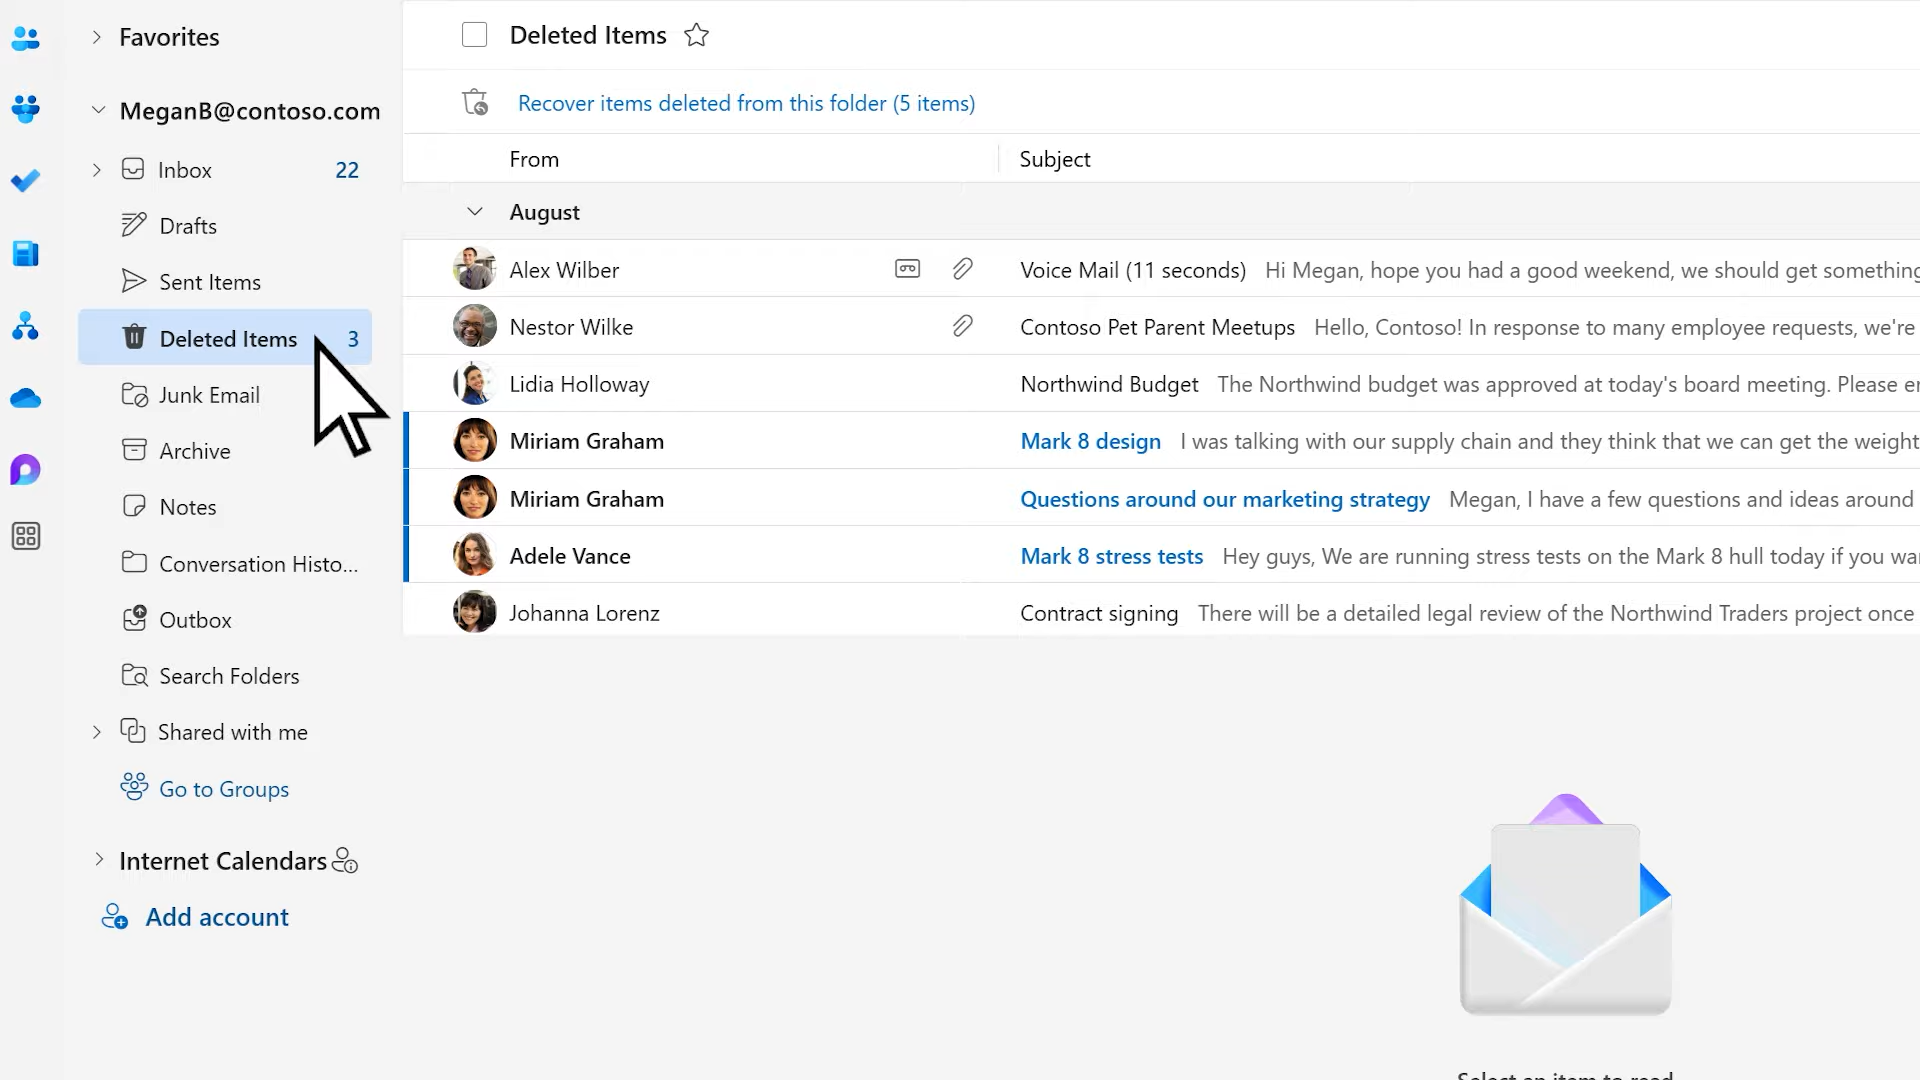 Favorites
MeganB@contoso.com
Inbox 22
Drafts
Sent Items
Deleted Items 3
Junk Email
Archive
Notes
Conversation Histo...
Outbox
Search Folders
Shared with me
Go to Groups
Internet Calendars
Add account
Deleted Items
Recover items deleted from this folder (5 items)
From Subject
August
Alex Wilber Voice Mail (11 seconds) Hi Megan, hope you had a good weekend, we should get something
Nestor Wilke Contoso Pet Parent Meetups Hello, Contoso! In response to many employee requests, we're
Lidia Holloway Northwind Budget The Northwind budget was approved at today's board meeting. Please
Miriam Graham Mark 8 design I was talking with our supply chain and they think that we can get the weight
Miriam Graham Questions around our marketing strategy Megan, I have a few questions and ideas around
Adele Vance Mark 8 stress tests Hey guys, We are running stress tests on the Mark 8 hull today if you
Johanna Lorenz Contract signing There will be a detailed legal review of the Northwind Traders project once
Select an item to read